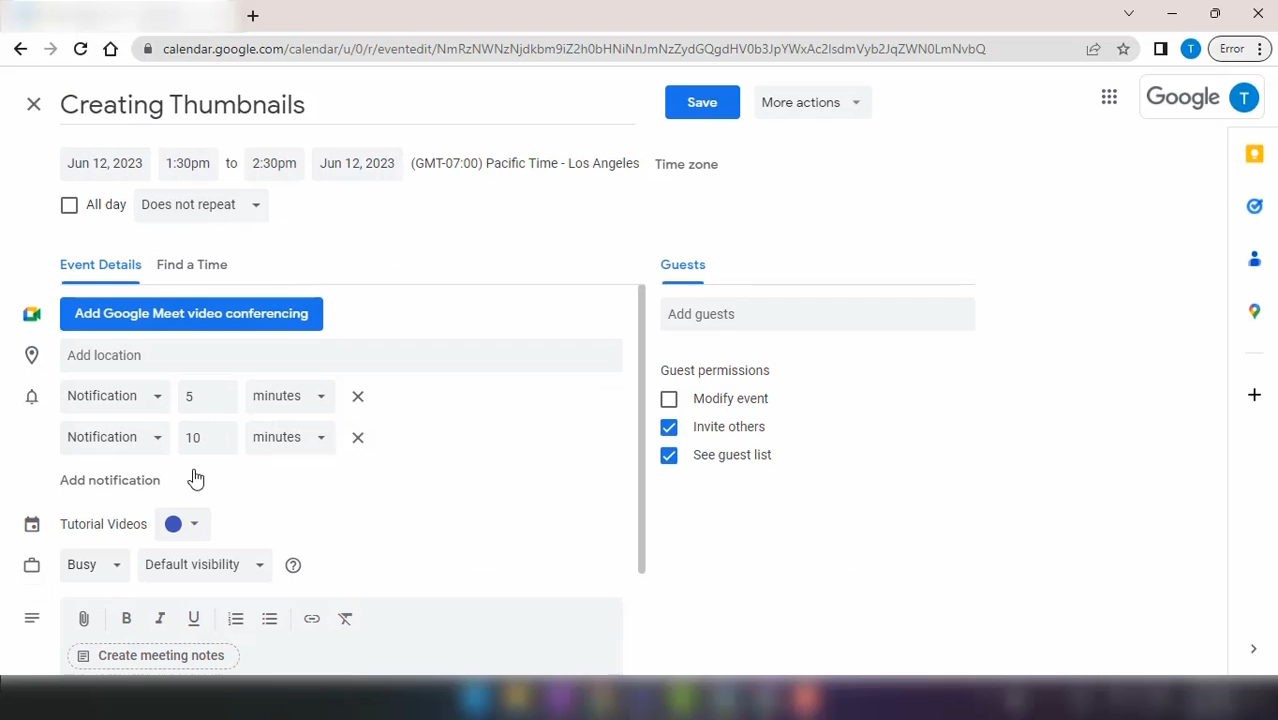 calendar.google.com/calendar/u/0/r/eventedit/NmRzNWNzNjdkbm9iZ2h0bHNiNnJmNzZydGQgdHV0b3JpYWxAc2lsdmVyb2JqZWN0LmNvbQ
Error
T
Creating Thumbnails
Save
More actions
Google
T
Jun 12, 2023 1:30pm to 2:30pm Jun 12, 2023 (GMT-07:00) Pacific Time - Los Angeles Time zone
All day Does not repeat
Event Details Find a Time
Guests
Add Google Meet video conferencing
Add guests
Add location
Guest permissions
Notification 5 minutes
Modify event
Invite others
Notification 10 minutes
See guest list
Add notification
Tutorial Videos
Busy Default visibility
B I U
Create meeting notes